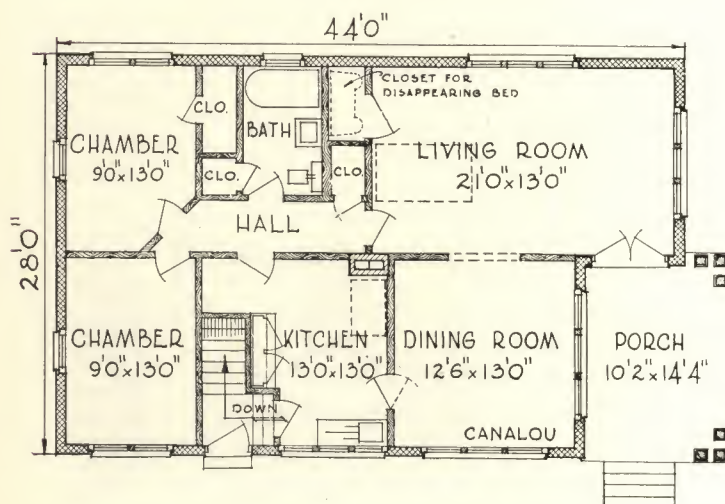 44'0"
28'0"
CLOSET FOR
DISAPPEARING BED
CLO.
BATH
CHAMBER
9'0"x13'0"
LIVING ROOM
21'0"x13'0"
CLO.
CLO.
HALL
CHAMBER
9'0"x13'0"
KITCHEN
13'0"x13'0"
DINING ROOM
12'6"x13'0"
PORCH
10'2"x14'4"
DOWN
CANALOU